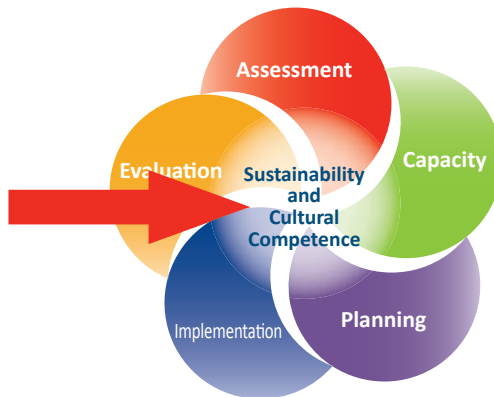 Assessment
Capacity
Evaluation
Sustainability
and
Cultural
Competence
Planning
Implementation